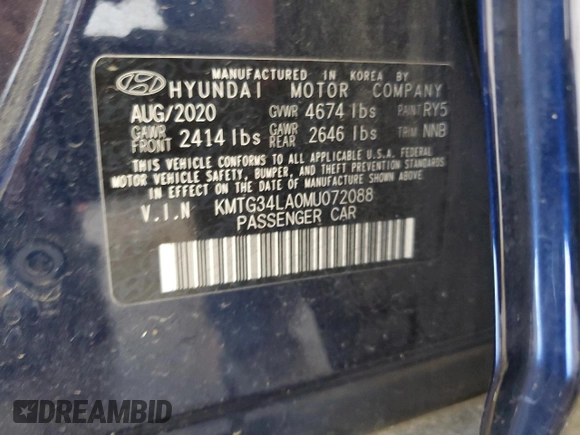 MANUFACTURED IN KOREA BY
HYUNDAI MOTOR COMPANY
AUG/2020 GVWR 4674 lbs PAINT RY5
GAWR FRONT 2414 lbs GAWR REAR 2646 lbs TRIM NNB
THIS VEHICLE CONFORMS TO ALL APPLICABLE U.S.A. FEDERAL
MOTOR VEHICLE SAFETY, BUMPER, AND THEFT PREVENTION STANDARDS
IN EFFECT ON THE DATE OF MANUFACTURE SHOWN ABOVE.
V.I.N KMTG34LA0MU072088
PASSENGER CAR
DREAMBID